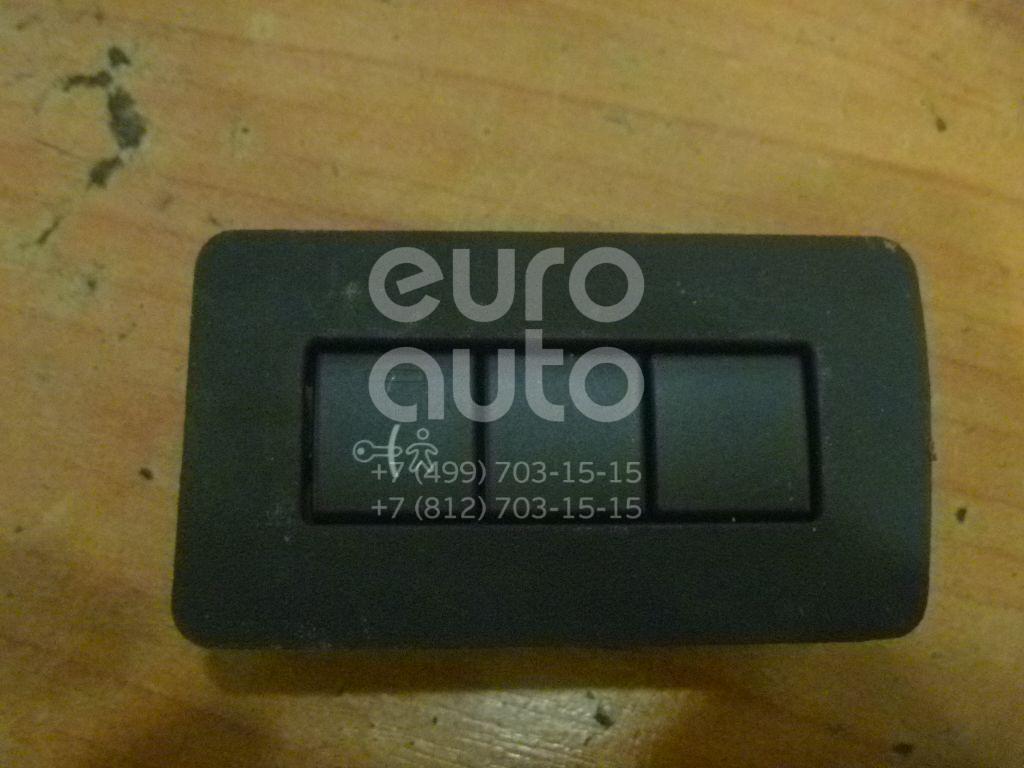 euro
auto
+7 (499) 703-15-15
+7 (812) 703-15-15